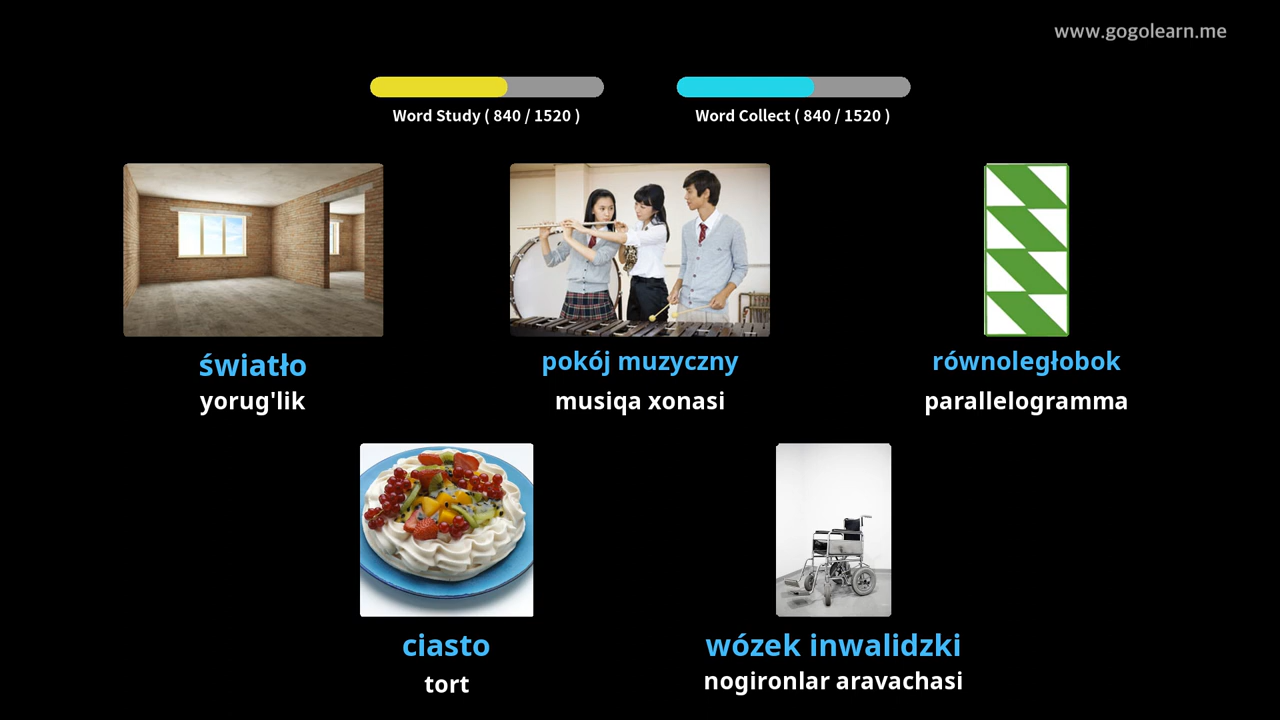 www.gogolearn.me
Word Study ( 840 / 1520 )
Word Collect ( 840 / 1520 )
światło
yorug'lik
pokój muzyczny
musiqa xonasi
równoległobok
parallelogramma
ciasto
tort
wózek inwalidzki
nogironlar aravachasi